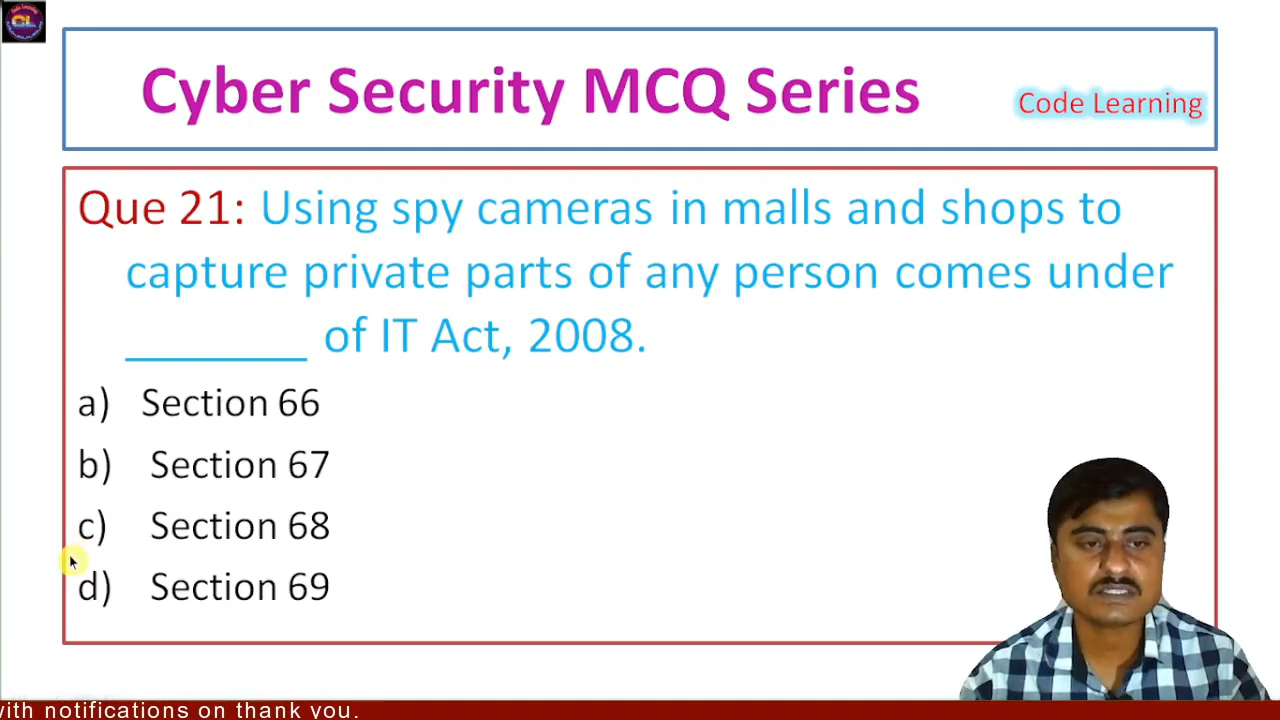 Cyber Security MCQ Series
Code Learning
Que 21: Using spy cameras in malls and shops to
capture private parts of any person comes under
_______ of IT Act, 2008.
a) Section 66
b) Section 67
c) Section 68
d) Section 69
with notifications on thank you.